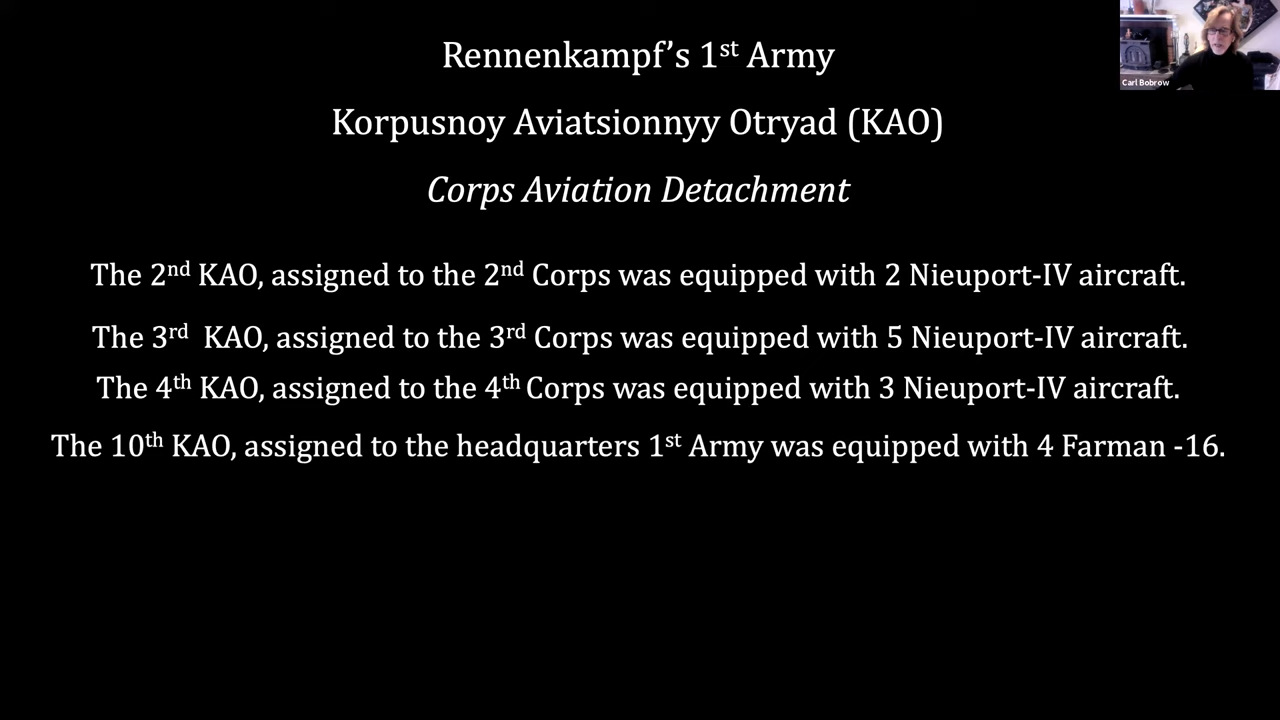 Rennenkampf’s 1st Army
Carl Bobrow
Korpusnoy Aviatsionnyy Otryad (KAO)
Corps Aviation Detachment
The 2nd KAO, assigned to the 2nd Corps was equipped with 2 Nieuport-IV aircraft.
The 3rd KAO, assigned to the 3rd Corps was equipped with 5 Nieuport-IV aircraft.
The 4th KAO, assigned to the 4th Corps was equipped with 3 Nieuport-IV aircraft.
The 10th KAO, assigned to the headquarters 1st Army was equipped with 4 Farman -16.